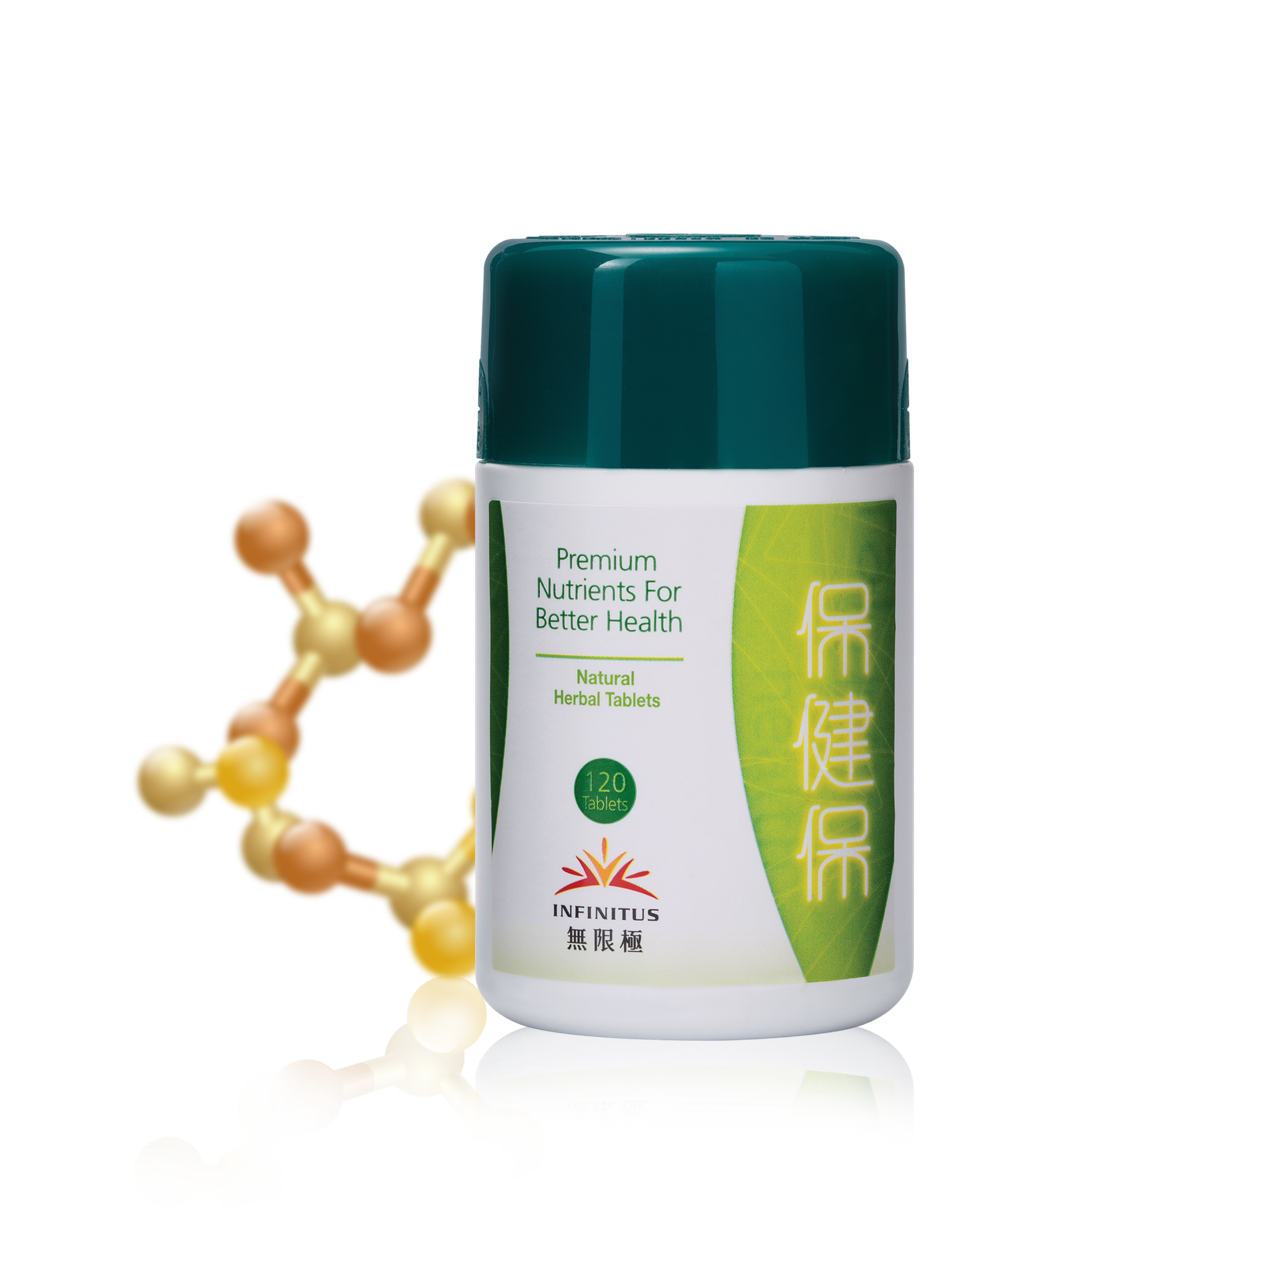 Premium
Nutrients For
Better Health
Natural
Herbal Tablets
120
Tablets
INFINITUS
無限極
保健保